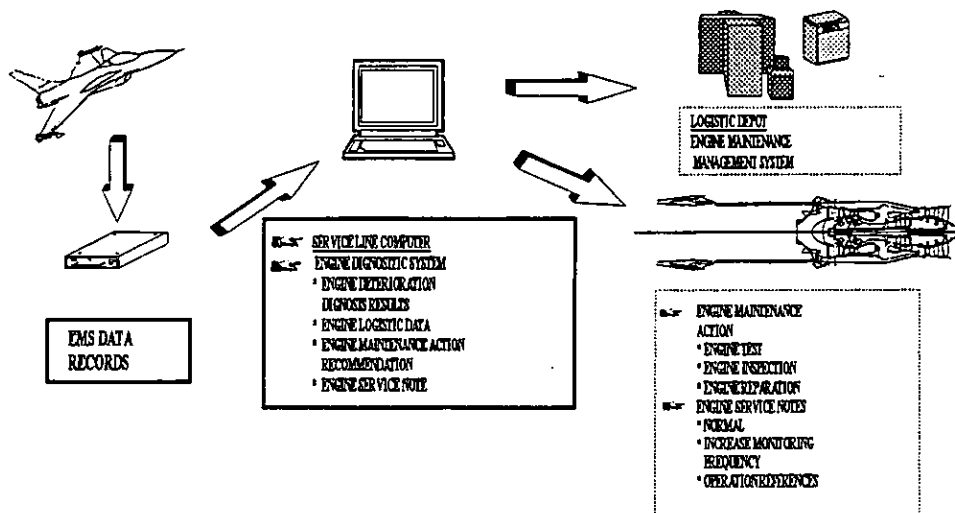 EMS DATA
RECORDS
SERVICE LINE COMPUTER
ENGINE DIGNOSITIC SYSTEM
* ENGINE DETERIORATION
DIAGNOSIS RESULTS
* ENGINE LOGISTIC DATA
* ENGINE MAINTENANCE ACTION
RECOMMENDATION
* ENGINE SERVICE NOTE
LOGISTIC DEPOT
ENGINE MAINTENANCE
MANAGEMENT SYSTEM
ENGINE MAINTENANCE
ACTION
* ENGINE TEST
* ENGINE INSPECTION
* ENGINE REPARATION
ENGINE SERVICE NOTES
* NORMAL
* INCREASE MONITORING
FREQUENCY
* OPERATION REFERENCES